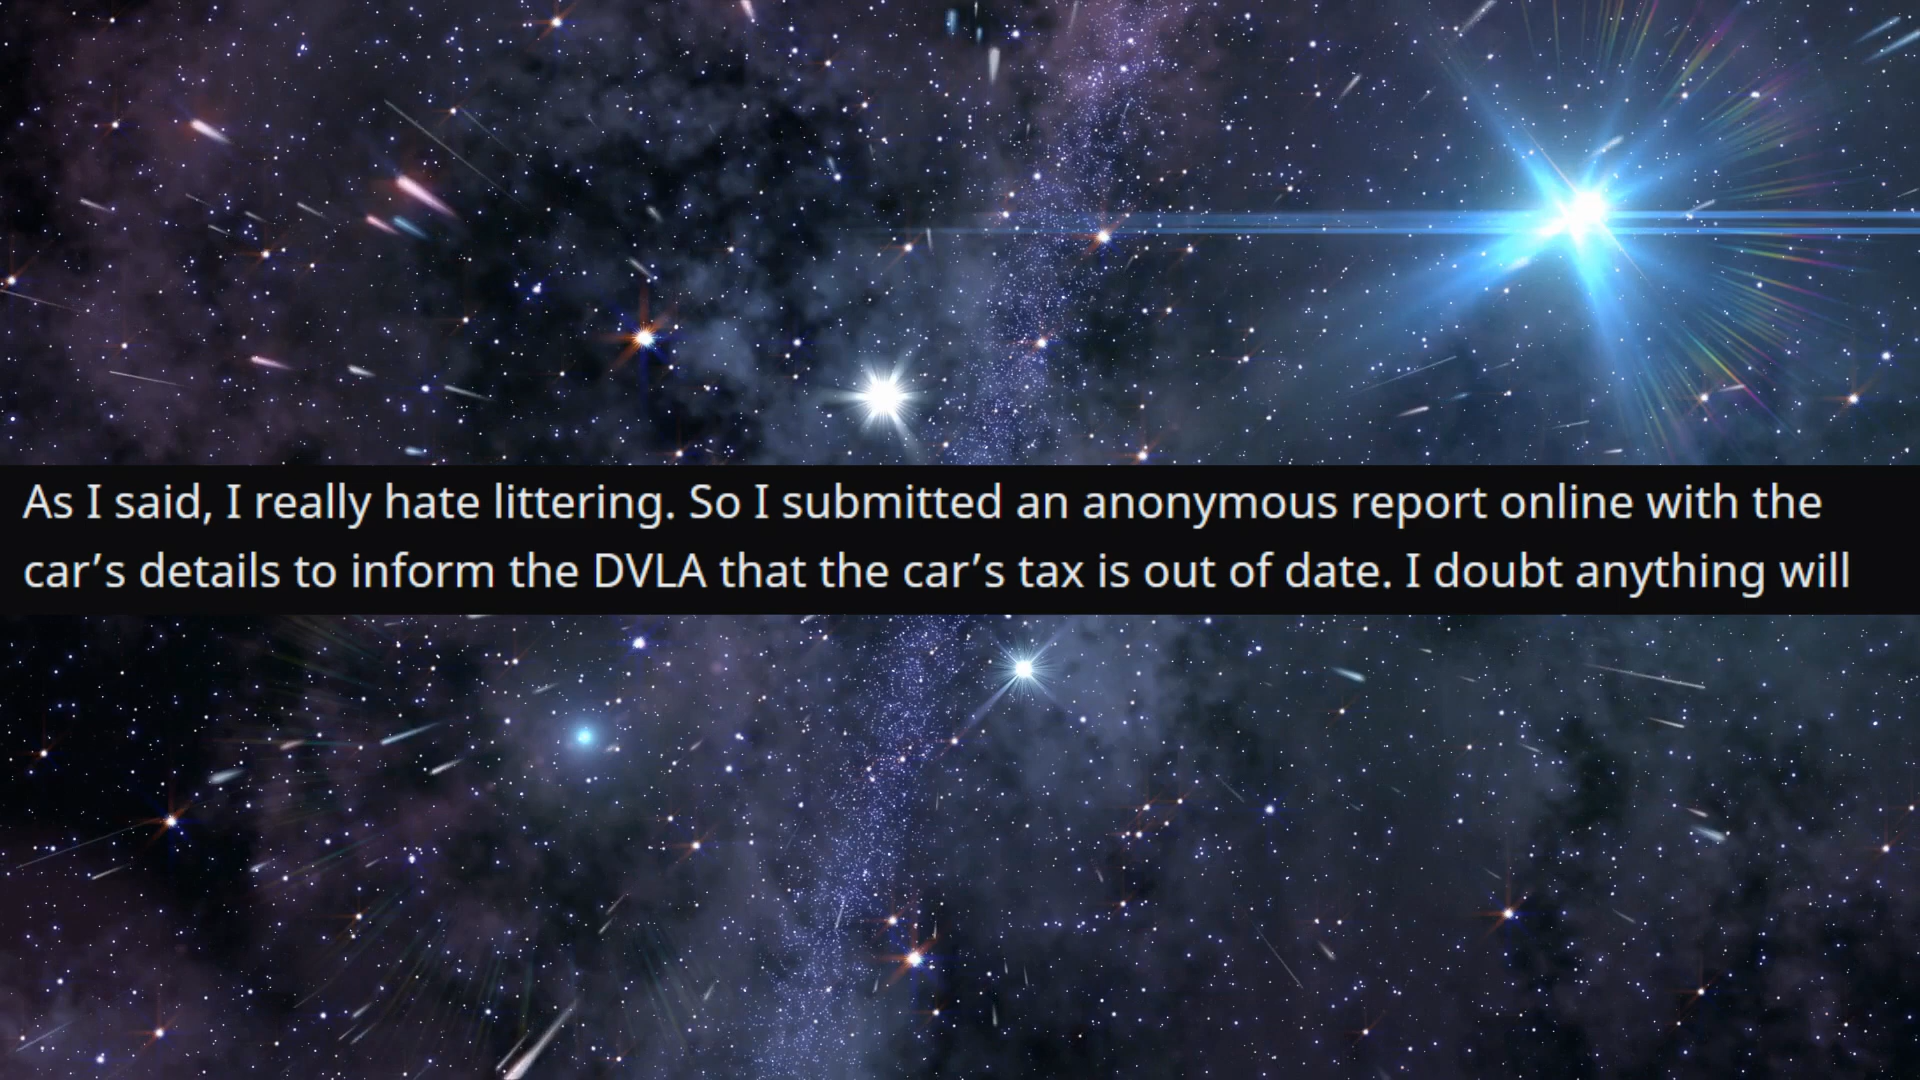 As I said, I really hate littering. So I submitted an anonymous report online with the
car’s details to inform the DVLA that the car’s tax is out of date. I doubt anything will